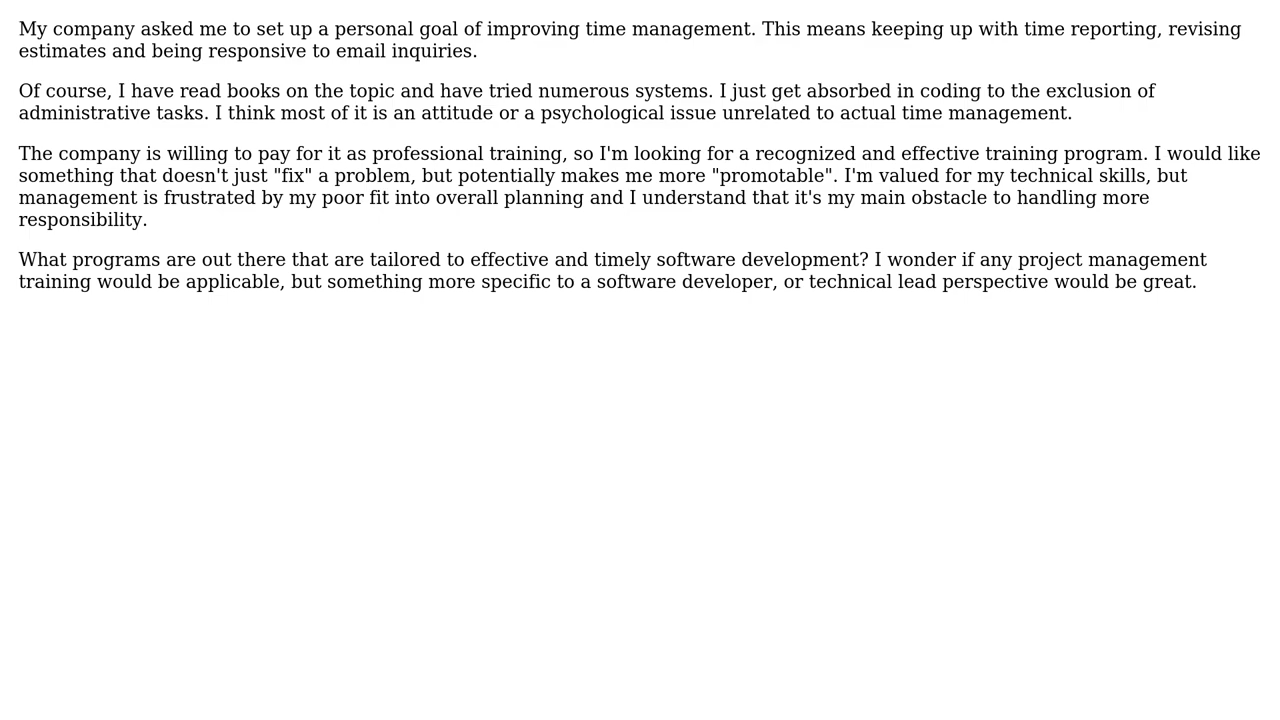 My company asked me to set up a personal goal of improving time management. This means keeping up with time reporting, revising
estimates and being responsive to email inquiries.
Of course, I have read books on the topic and have tried numerous systems. I just get absorbed in coding to the exclusion of
administrative tasks. I think most of it is an attitude or a psychological issue unrelated to actual time management.
The company is willing to pay for it as professional training, so I'm looking for a recognized and effective training program. I would like
something that doesn't just "fix" a problem, but potentially makes me more "promotable". I'm valued for my technical skills, but
management is frustrated by my poor fit into overall planning and I understand that it's my main obstacle to handling more
responsibility.
What programs are out there that are tailored to effective and timely software development? I wonder if any project management
training would be applicable, but something more specific to a software developer, or technical lead perspective would be great.